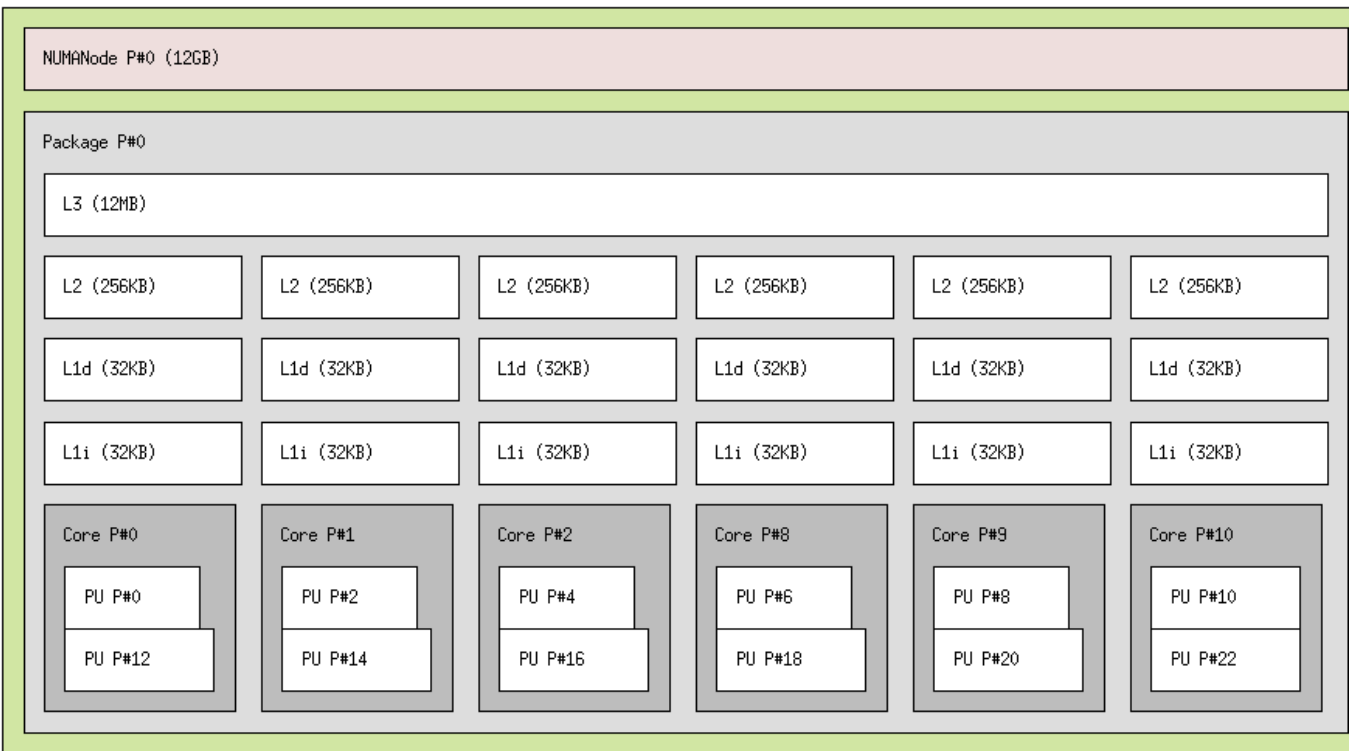 NUMANode P#0 (12GB)
Package P#0
L3 (12MB)
L2 (256KB) L2 (256KB) L2 (256KB) L2 (256KB) L2 (256KB) L2 (256KB)
L1d (32KB) L1d (32KB) L1d (32KB) L1d (32KB) L1d (32KB) L1d (32KB)
L1i (32KB) L1i (32KB) L1i (32KB) L1i (32KB) L1i (32KB) L1i (32KB)
Core P#0 Core P#1 Core P#2 Core P#8 Core P#9 Core P#10
PU P#0 PU P#2 PU P#4 PU P#6 PU P#8 PU P#10
PU P#12 PU P#14 PU P#16 PU P#18 PU P#20 PU P#22